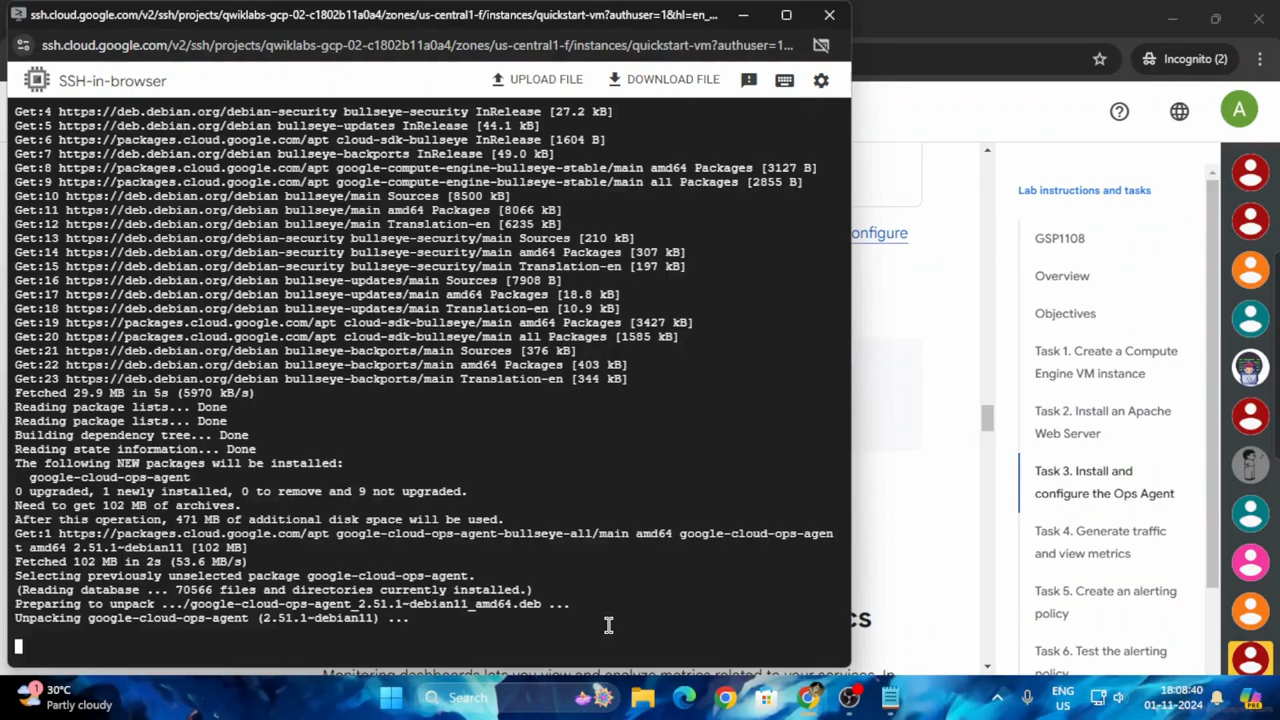 ssh.cloud.google.com/v2/ssh/projects/qwiklabs-gcp-02-c1802b11a0a4/zones/us-central1-f/instances/quickstart-vm?authuser=1&hl=en_...
ssh.cloud.google.com/v2/ssh/projects/qwiklabs-gcp-02-c1802b11a0a4/zones/us-central1-f/instances/quickstart-vm?authuser=1...
Incognito (2)
SSH-in-browser
UPLOAD FILE
DOWNLOAD FILE
A
Get:4 https://deb.debian.org/debian-security bullseye-security InRelease [27.2 kB]
Get:5 https://deb.debian.org/debian bullseye-updates InRelease [44.1 kB]
Get:6 https://packages.cloud.google.com/apt cloud-sdk-bullseye InRelease [1604 B]
Get:7 https://deb.debian.org/debian bullseye-backports InRelease [49.0 kB]
Get:8 https://packages.cloud.google.com/apt google-compute-engine-bullseye-stable/main amd64 Packages [3127 B]
Get:9 https://packages.cloud.google.com/apt google-compute-engine-bullseye-stable/main all Packages [2855 B]
Get:10 https://deb.debian.org/debian bullseye/main Sources [8500 kB]
Get:11 https://deb.debian.org/debian bullseye/main amd64 Packages [8066 kB]
Get:12 https://deb.debian.org/debian bullseye/main Translation-en [6235 kB]
Get:13 https://deb.debian.org/debian-security bullseye-security/main Sources [210 kB]
Get:14 https://deb.debian.org/debian-security bullseye-security/main amd64 Packages [307 kB]
Get:15 https://deb.debian.org/debian-security bullseye-security/main Translation-en [197 kB]
Get:16 https://deb.debian.org/debian bullseye-updates/main Sources [7908 B]
Get:17 https://deb.debian.org/debian bullseye-updates/main amd64 Packages [18.8 kB]
Get:18 https://deb.debian.org/debian bullseye-updates/main Translation-en [10.9 kB]
Get:19 https://packages.cloud.google.com/apt cloud-sdk-bullseye/main amd64 Packages [3427 kB]
Get:20 https://packages.cloud.google.com/apt cloud-sdk-bullseye/main all Packages [1585 kB]
Get:21 https://deb.debian.org/debian bullseye-backports/main Sources [376 kB]
Get:22 https://deb.debian.org/debian bullseye-backports/main amd64 Packages [403 kB]
Get:23 https://deb.debian.org/debian bullseye-backports/main Translation-en [344 kB]
Fetched 29.9 MB in 5s (5970 kB/s)
Reading package lists... Done
Reading package lists... Done
Building dependency tree... Done
Reading state information... Done
The following NEW packages will be installed:
google-cloud-ops-agent
0 upgraded, 1 newly installed, 0 to remove and 9 not upgraded.
Need to get 102 MB of archives.
After this operation, 471 MB of additional disk space will be used.
Get:1 https://packages.cloud.google.com/apt google-cloud-ops-agent-bullseye-all/main amd64 google-cloud-ops-agen
t amd64 2.51.1~debian11 [102 MB]
Fetched 102 MB in 2s (53.6 MB/s)
Selecting previously unselected package google-cloud-ops-agent.
(Reading database ... 70566 files and directories currently installed.)
Preparing to unpack .../google-cloud-ops-agent_2.51.1~debian11_amd64.deb ...
Unpacking google-cloud-ops-agent (2.51.1~debian11) ...
onfigure
cs
Monitoring dashboards lets you view and analyze metrics related to your services. In
Lab instructions and tasks
GSP1108
Overview
Objectives
Task 1. Create a Compute
Engine VM instance
Task 2. Install an Apache
Web Server
Task 3. Install and
configure the Ops Agent
Task 4. Generate traffic
and view metrics
Task 5. Create an alerting
policy
Task 6. Test the alerting
policy
30°C
Partly cloudy
1
Search
ENG
US
18:08:40
01-11-2024
PRE